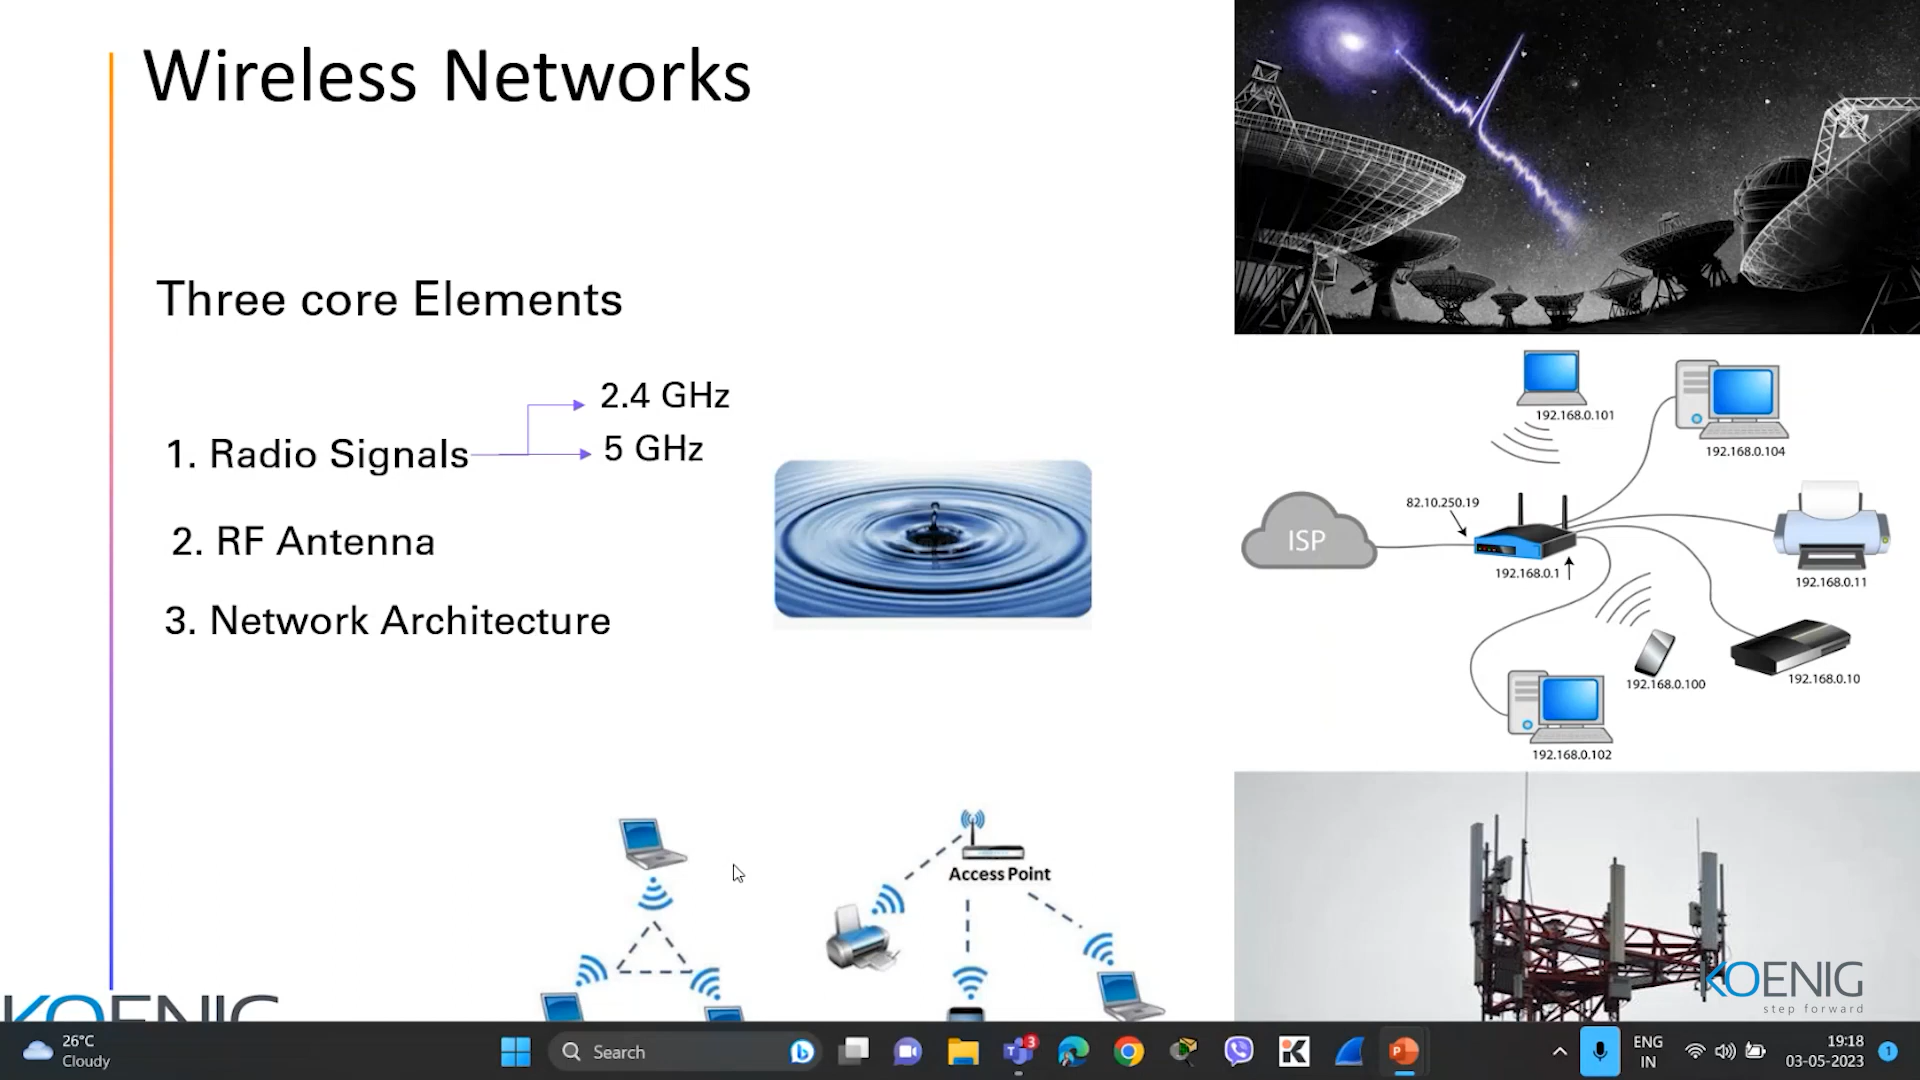 Wireless Networks
Three core Elements
2.4 GHz
1. Radio Signals
5 GHz
2. RF Antenna
3. Network Architecture
192.168.0.101
192.168.0.104
82.10.250.19
ISP
192.168.0.1
192.168.0.11
192.168.0.100
192.168.0.10
192.168.0.102
Access Point
KOENIG
step forward
KOENIG
26°C
Cloudy
Search
3
ENG
IN
19:18
03-05-2023
1